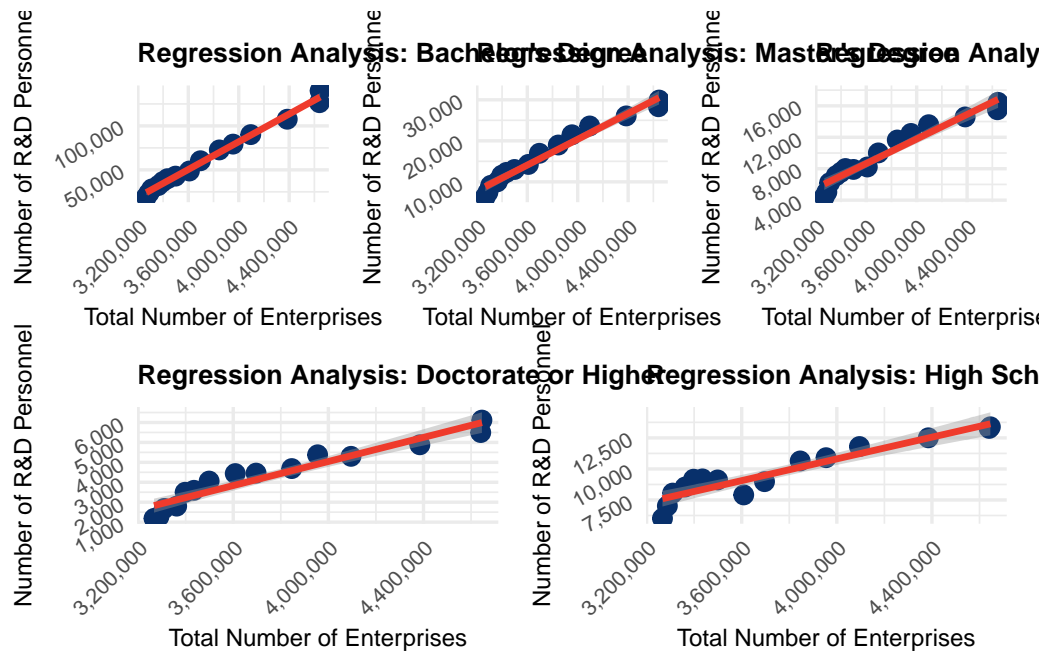 Regression Analysis: Bachelor's Degree
Regression Analysis: Master's Degree
Regression Analy
Number of R&D Personne
100,000
50,000
3,200,000
3,600,000
4,000,000
4,400,000
Total Number of Enterprises
Number of R&D Personne
30,000
20,000
10,000
3,200,000
3,600,000
4,000,000
4,400,000
Total Number of Enterprises
Number of R&D Personne
16,000
12,000
8,000
4,000
3,200,000
3,600,000
4,000,000
4,400,000
Total Number of Enterprise
Regression Analysis: Doctorate or Higher
Regression Analysis: High Sch
Number of R&D Personnel
6,000
5,000
4,000
3,000
2,000
1,000
3,200,000
3,600,000
4,000,000
4,400,000
Total Number of Enterprises
Number of R&D Personnel
12,500
10,000
7,500
3,200,000
3,600,000
4,000,000
4,400,000
Total Number of Enterprises